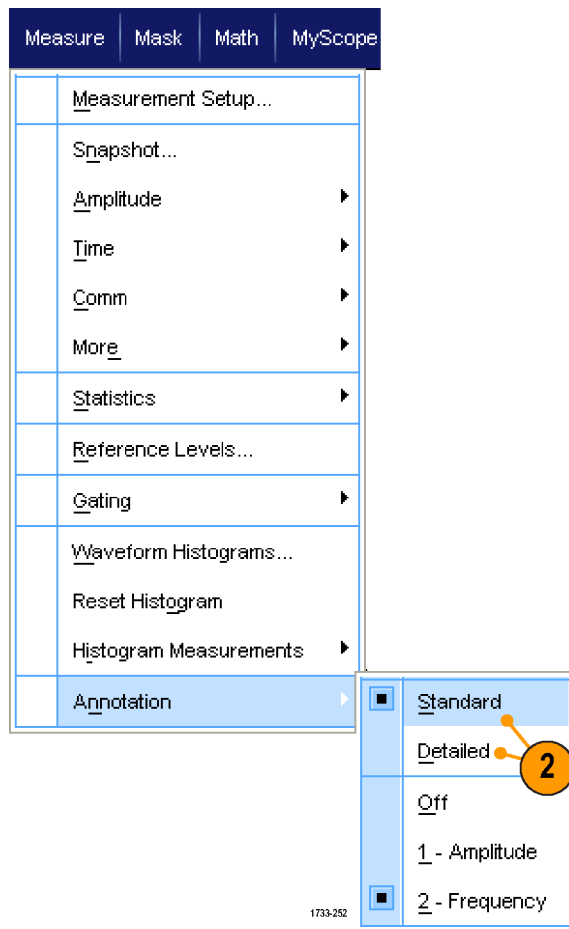 Measure Mask Math MyScope
Measurement Setup...
Snapshot...
Amplitude
Time
Comm
More
Statistics
Reference Levels...
Gating
Waveform Histograms...
Reset Histogram
Histogram Measurements
Annotation
Standard
Detailed
2
Off
1 - Amplitude
2 - Frequency
1733-252